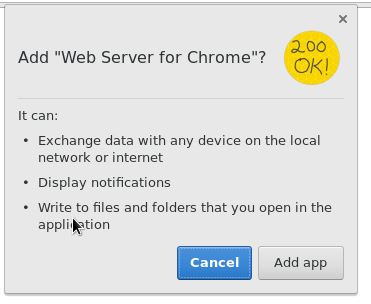 Add "Web Server for Chrome"?
200
OK!
It can:
• Exchange data with any device on the local
network or internet
• Display notifications
• Write to files and folders that you open in the
application
Cancel
Add app